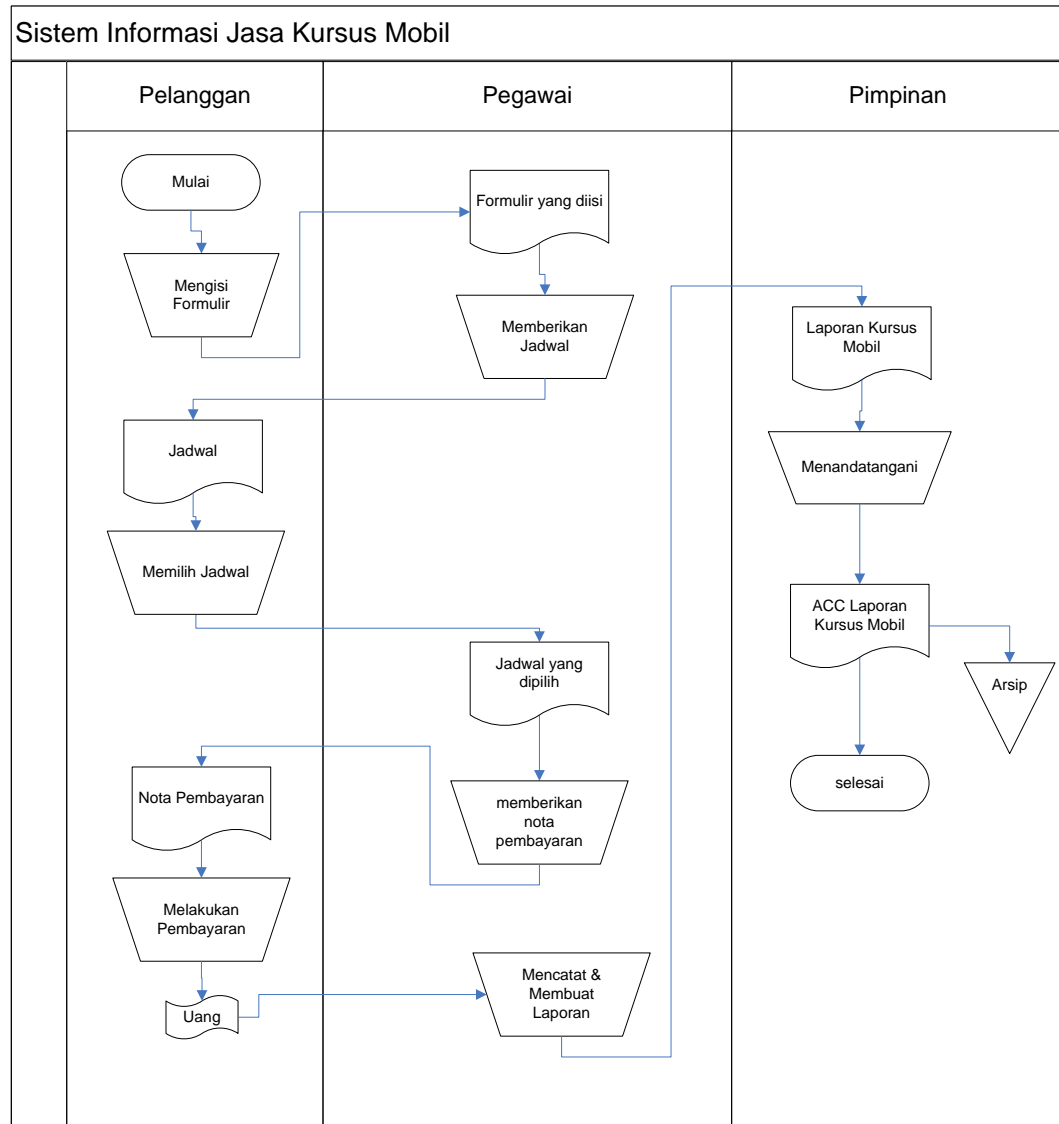 Sistem Informasi Jasa Kursus Mobil
Pelanggan
Pegawai
Pimpinan
Mulai
Mengisi
Formulir
Formulir yang diisi
Memberikan
Jadwal
Jadwal
Memilih Jadwal
Jadwal yang
dipilih
memberikan
nota
pembayaran
Nota Pembayaran
Melakukan
Pembayaran
Uang
Mencatat &
Membuat
Laporan
Laporan Kursus
Mobil
Menandatangani
ACC Laporan
Kursus Mobil
Arsip
selesai